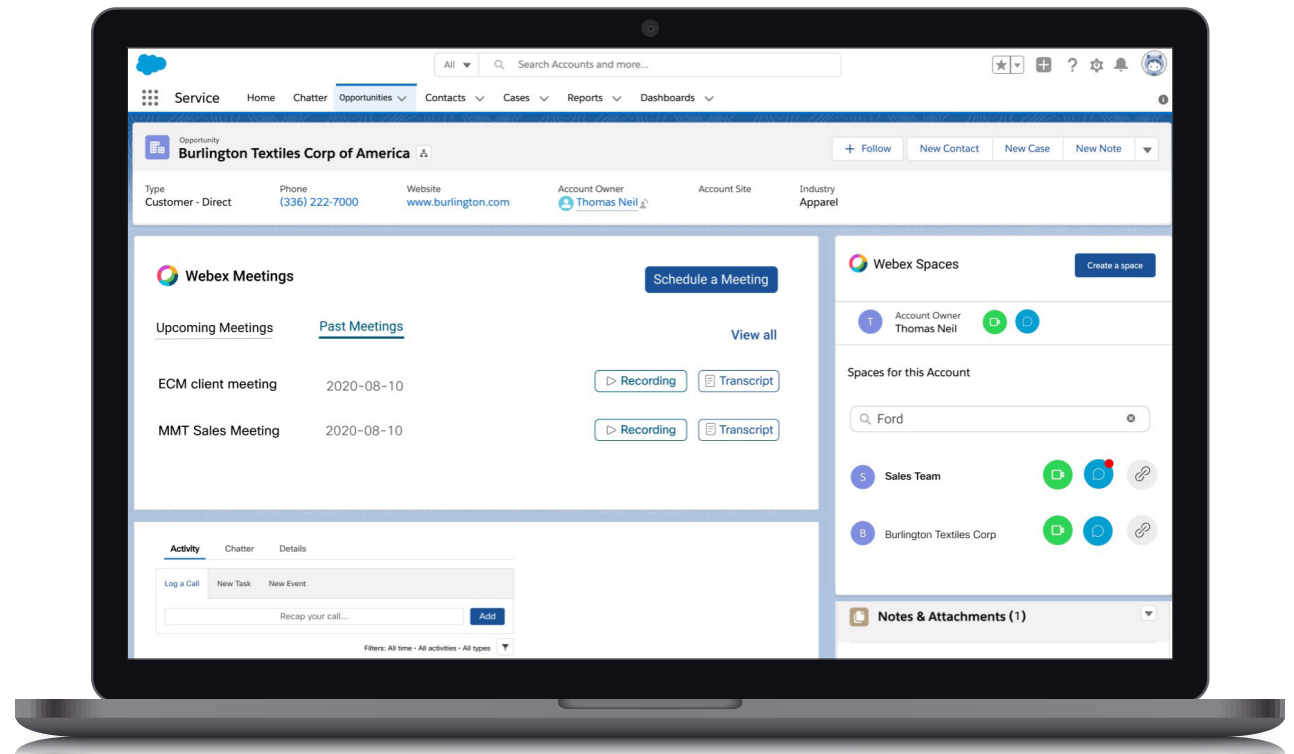 All
Search Accounts and more...
Service Home Chatter Opportunities Contacts Cases Reports Dashboards
Opportunity
Burlington Textiles Corp of America
+ Follow New Contact New Case New Note
Type Phone Website Account Owner Account Site Industry
Customer - Direct (336) 222-7000 www.burlington.com Thomas Neil Apparel
Webex Meetings
Schedule a Meeting
Upcoming Meetings Past Meetings
View all
ECM client meeting 2020-08-10 Recording Transcript
MMT Sales Meeting 2020-08-10 Recording Transcript
Activity Chatter Details
Log a Call New Task New Event
Recap your call... Add
Filters: All time • All activities • All types
Webex Spaces
Create a space
T
Account Owner
Thomas Neil
Spaces for this Account
Ford
S Sales Team
B Burlington Textiles Corp
Notes & Attachments (1)